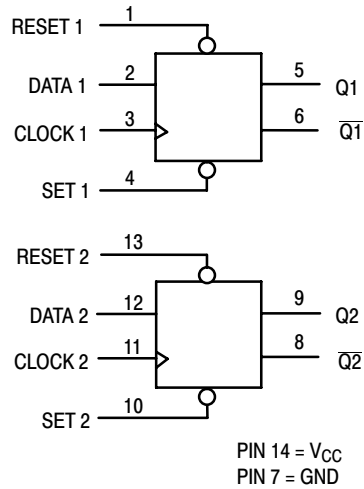 RESET 1 1
DATA 1 2 5 Q1
CLOCK 1 3 6 Q1̅
SET 1 4
RESET 2 13
DATA 2 12 9 Q2
CLOCK 2 11 8 Q2̅
SET 2 10
PIN 14 = VCC
PIN 7 = GND